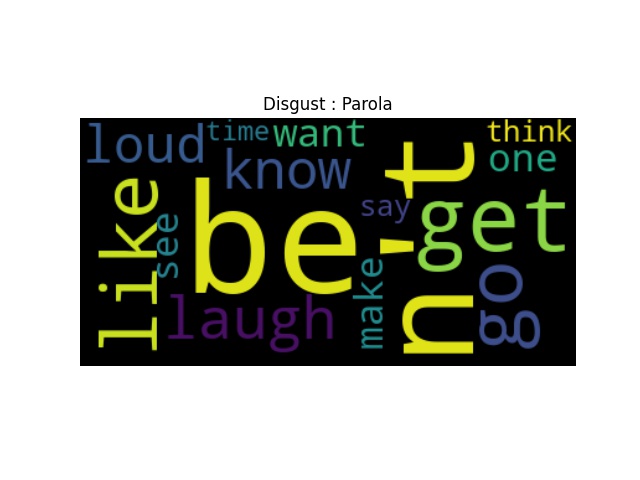 Disgust : Parola
loud
time
want
think
know
one
like
see
be
say
n't
get
laugh
make
go